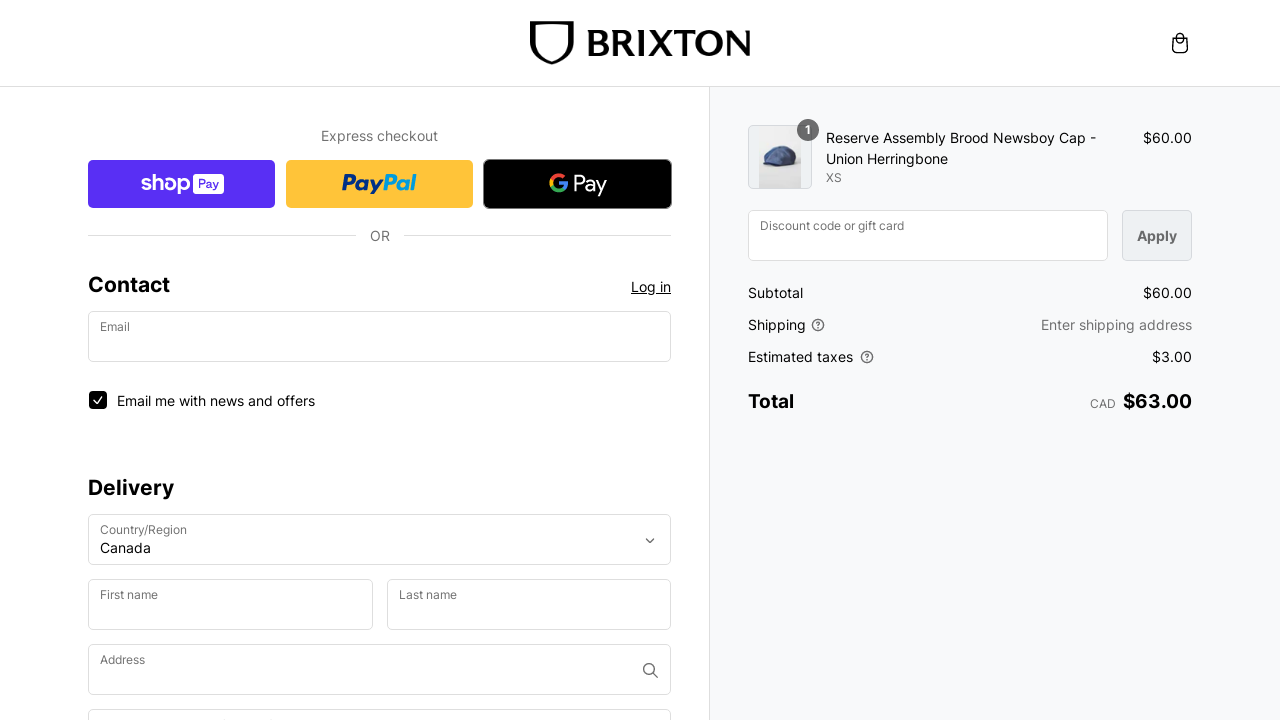 BRIXTON
Express checkout
shop Pay
PayPal
G Pay
OR
Contact
Log in
Email
Email me with news and offers
Delivery
Country/Region
Canada
First name
Last name
Address
1
Reserve Assembly Brood Newsboy Cap -
Union Herringbone
XS
$60.00
Discount code or gift card
Apply
Subtotal
$60.00
Shipping
Enter shipping address
Estimated taxes
$3.00
Total
CAD $63.00